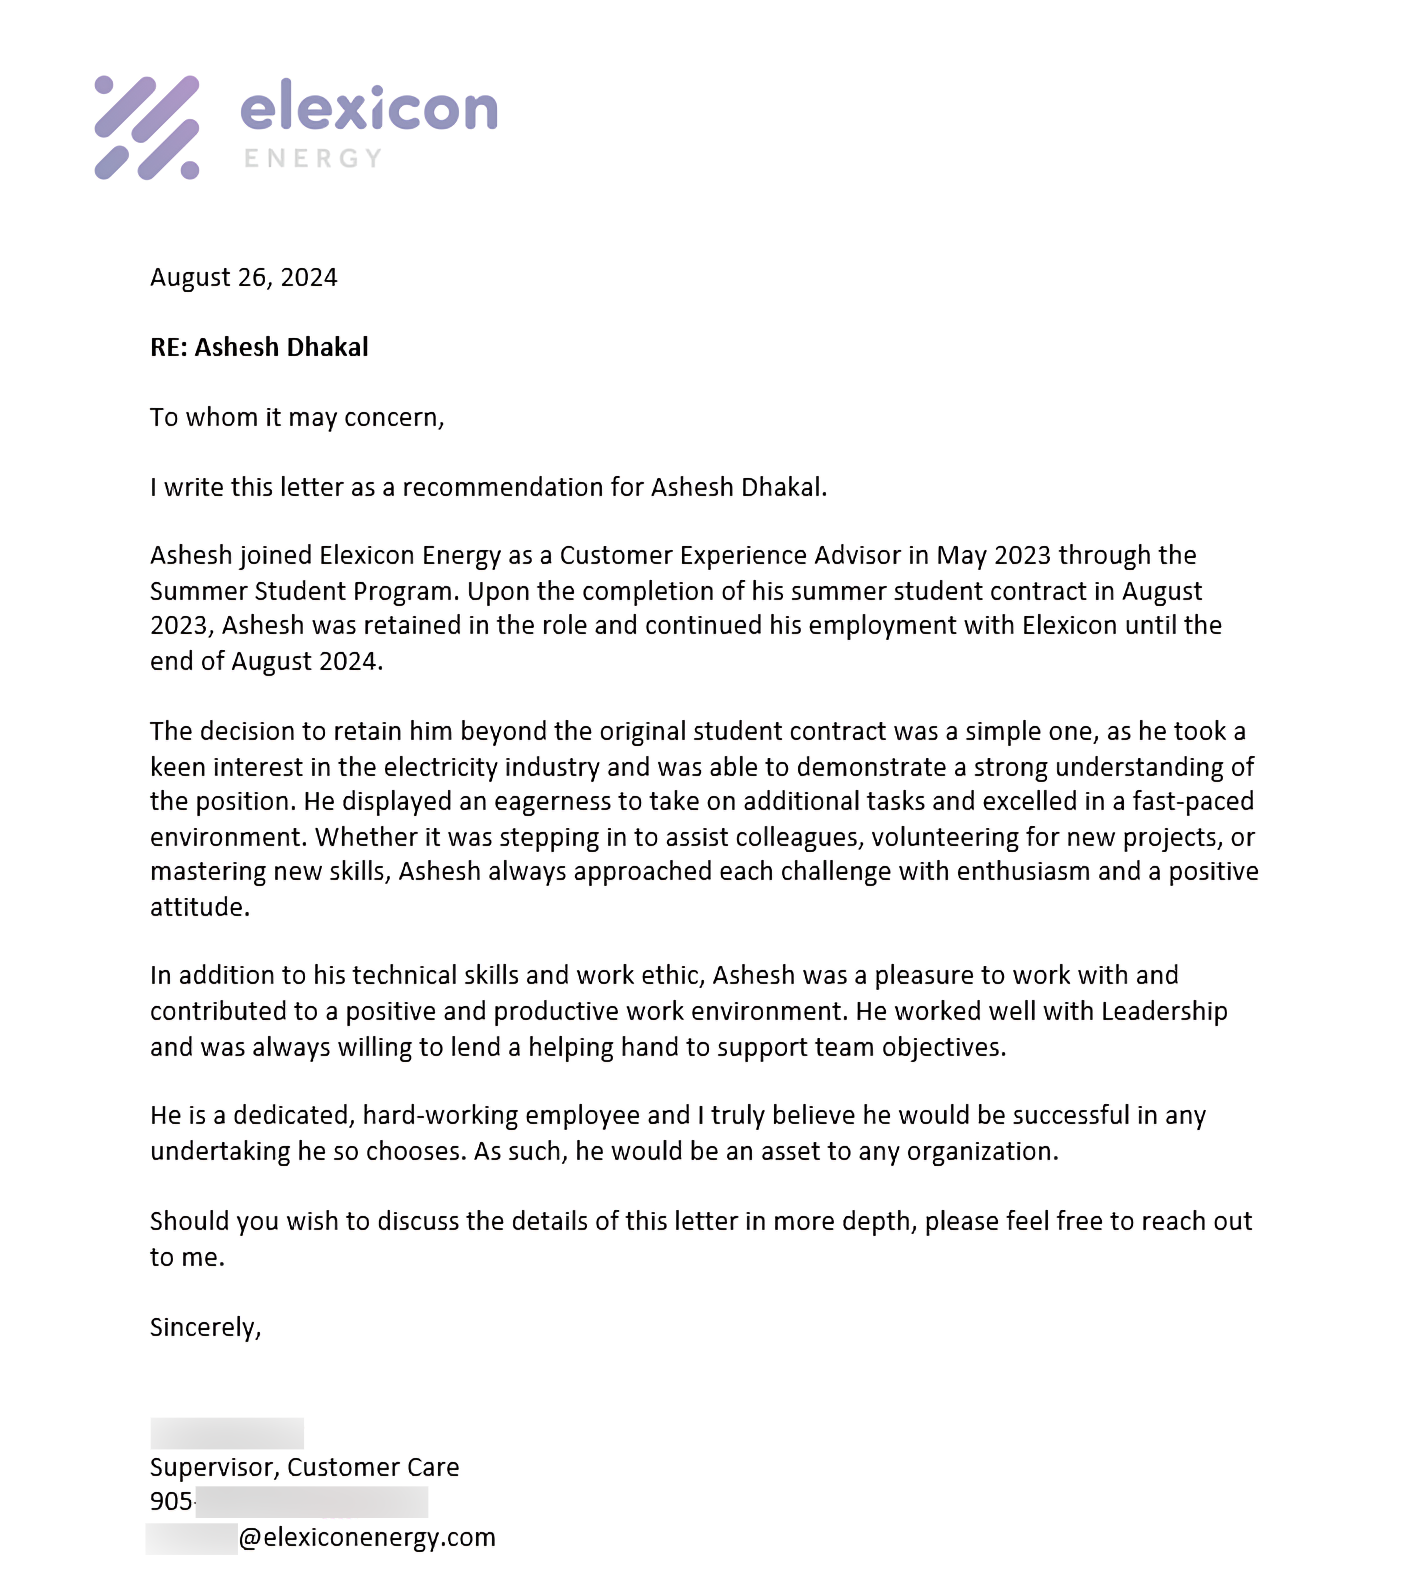 elexicon
ENERGY
August 26, 2024
RE: Ashesh Dhakal
To whom it may concern,
I write this letter as a recommendation for Ashesh Dhakal.
Ashesh joined Elexicon Energy as a Customer Experience Advisor in May 2023 through the
Summer Student Program. Upon the completion of his summer student contract in August
2023, Ashesh was retained in the role and continued his employment with Elexicon until the
end of August 2024.
The decision to retain him beyond the original student contract was a simple one, as he took a
keen interest in the electricity industry and was able to demonstrate a strong understanding of
the position. He displayed an eagerness to take on additional tasks and excelled in a fast-paced
environment. Whether it was stepping in to assist colleagues, volunteering for new projects, or
mastering new skills, Ashesh always approached each challenge with enthusiasm and a positive
attitude.
In addition to his technical skills and work ethic, Ashesh was a pleasure to work with and
contributed to a positive and productive work environment. He worked well with Leadership
and was always willing to lend a helping hand to support team objectives.
He is a dedicated, hard-working employee and I truly believe he would be successful in any
undertaking he so chooses. As such, he would be an asset to any organization.
Should you wish to discuss the details of this letter in more depth, please feel free to reach out
to me.
Sincerely,
Supervisor, Customer Care
905-
@elexiconenergy.com